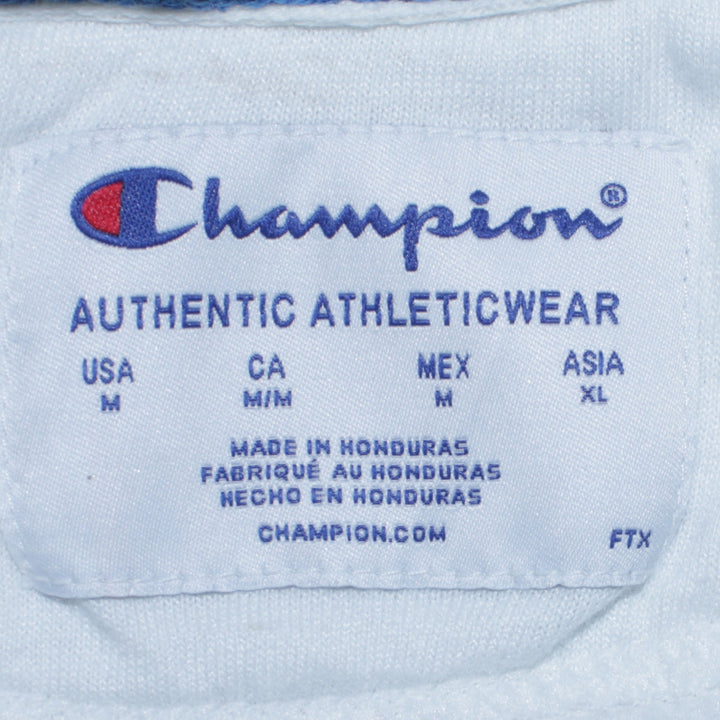 Champion®
AUTHENTIC ATHLETICWEAR
USA CA MEX ASIA
M M/M M XL
MADE IN HONDURAS
FABRIQUÉ AU HONDURAS
HECHO EN HONDURAS
CHAMPION.COM
FTX